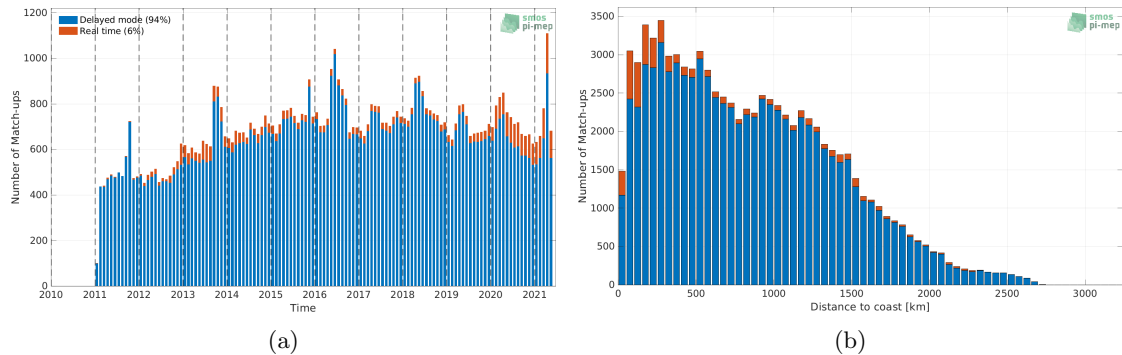 Delayed mode (94%)
Real time (6%)
smos
pi-mep
1200
1000
800
600
400
200
0
Number of Match-ups
2010 2011 2012 2013 2014 2015 2016 2017 2018 2019 2020 2021
Time
(a)
smos
pi-mep
3500
3000
2500
2000
1500
1000
500
0
Number of Match-ups
0 500 1000 1500 2000 2500 3000
Distance to coast [km]
(b)